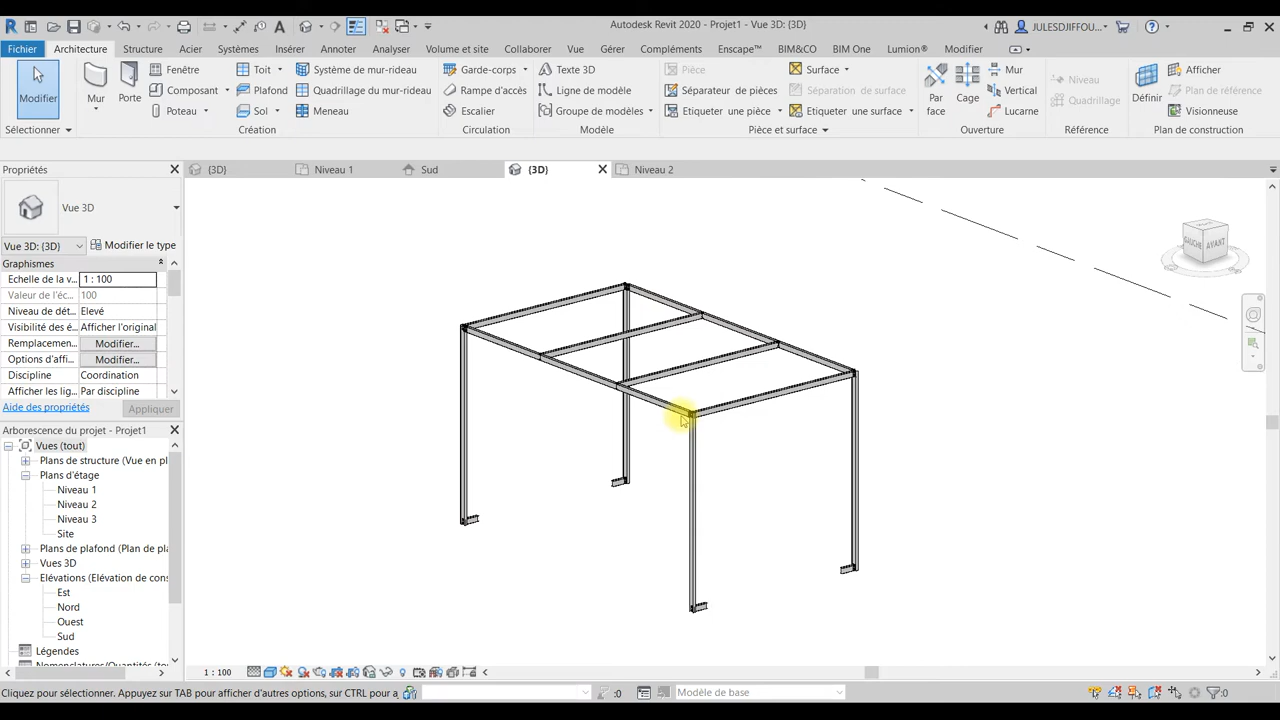 Autodesk Revit 2020 - Projet1 - Vue 3D: {3D}
JULESDJIFFOU...
Fichier Architecture Structure Acier Systèmes Insérer Annoter Analyser Volume et site Collaborer Vue Gérer Compléments Enscape™ BIM&CO BIM One Lumion® Modifier
Modifier Mur Porte Fenêtre Toit Système de mur-rideau Garde-corps Texte 3D Pièce Surface Par face Cage Mur Niveau Définir Afficher
Composant Plafond Quadrillage du mur-rideau Rampe d'accès Ligne de modèle Séparateur de pièces Séparation de surface Vertical Quadrillage Plan de référence
Poteau Sol Meneau Escalier Groupe de modèles Etiqueter une pièce Etiqueter une surface Lucarne Visionneuse
Sélectionner Création Circulation Modèle Pièce et surface Ouverture Référence Plan de construction
Propriétés {3D} Niveau 1 Sud {3D} Niveau 2
Vue 3D
Vue 3D: {3D} Modifier le type
Graphismes
Echelle de la v... 1 : 100
Valeur de l'éc... 100
Niveau de dét... Elevé
Visibilité des é... Afficher l'original
Remplacemen... Modifier...
Options d'affi... Modifier...
Discipline Coordination
Afficher les lig... Par discipline
Aide des propriétés Appliquer
Arborescence du projet - Projet1
Vues (tout)
Plans de structure (Vue en pl
Plans d'étage
Niveau 1
Niveau 2
Niveau 3
Site
Plans de plafond (Plan de pla
Vues 3D
Elévations (Elévation de cons
Est
Nord
Ouest
Sud
Légendes
Nomenclatures/Quantités (tou
GAUCHE AVANT
1 : 100
Cliquez pour sélectionner. Appuyez sur TAB pour afficher d'autres options, sur CTRL pour a :0 Modèle de base :0